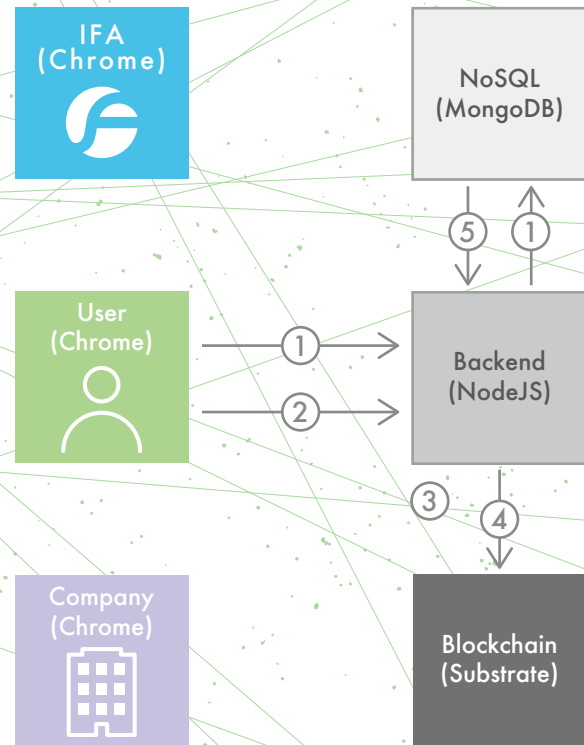 IFA
(Chrome)
NoSQL
(MongoDB)
5
1
User
(Chrome)
1
2
Backend
(NodeJS)
3
4
Company
(Chrome)
Blockchain
(Substrate)